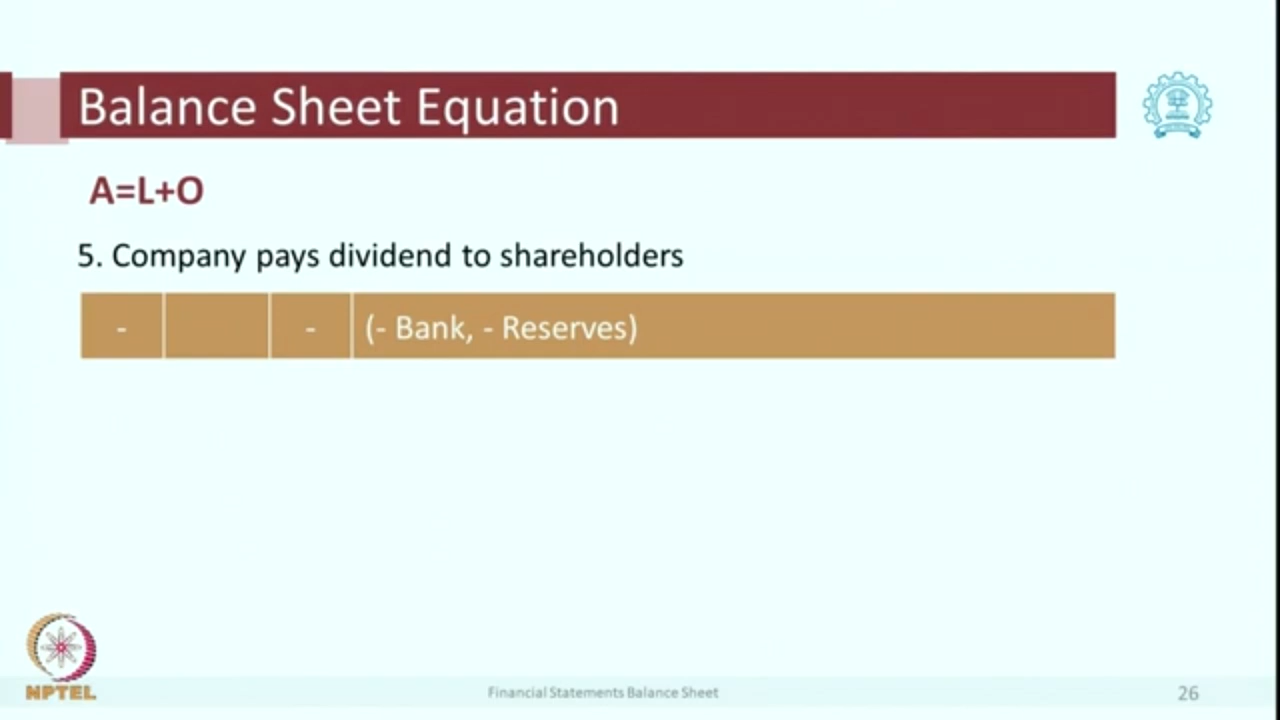 Balance Sheet Equation
A=L+O
5. Company pays dividend to shareholders
- - (- Bank, - Reserves)
NPTEL
Financial Statements Balance Sheet
26